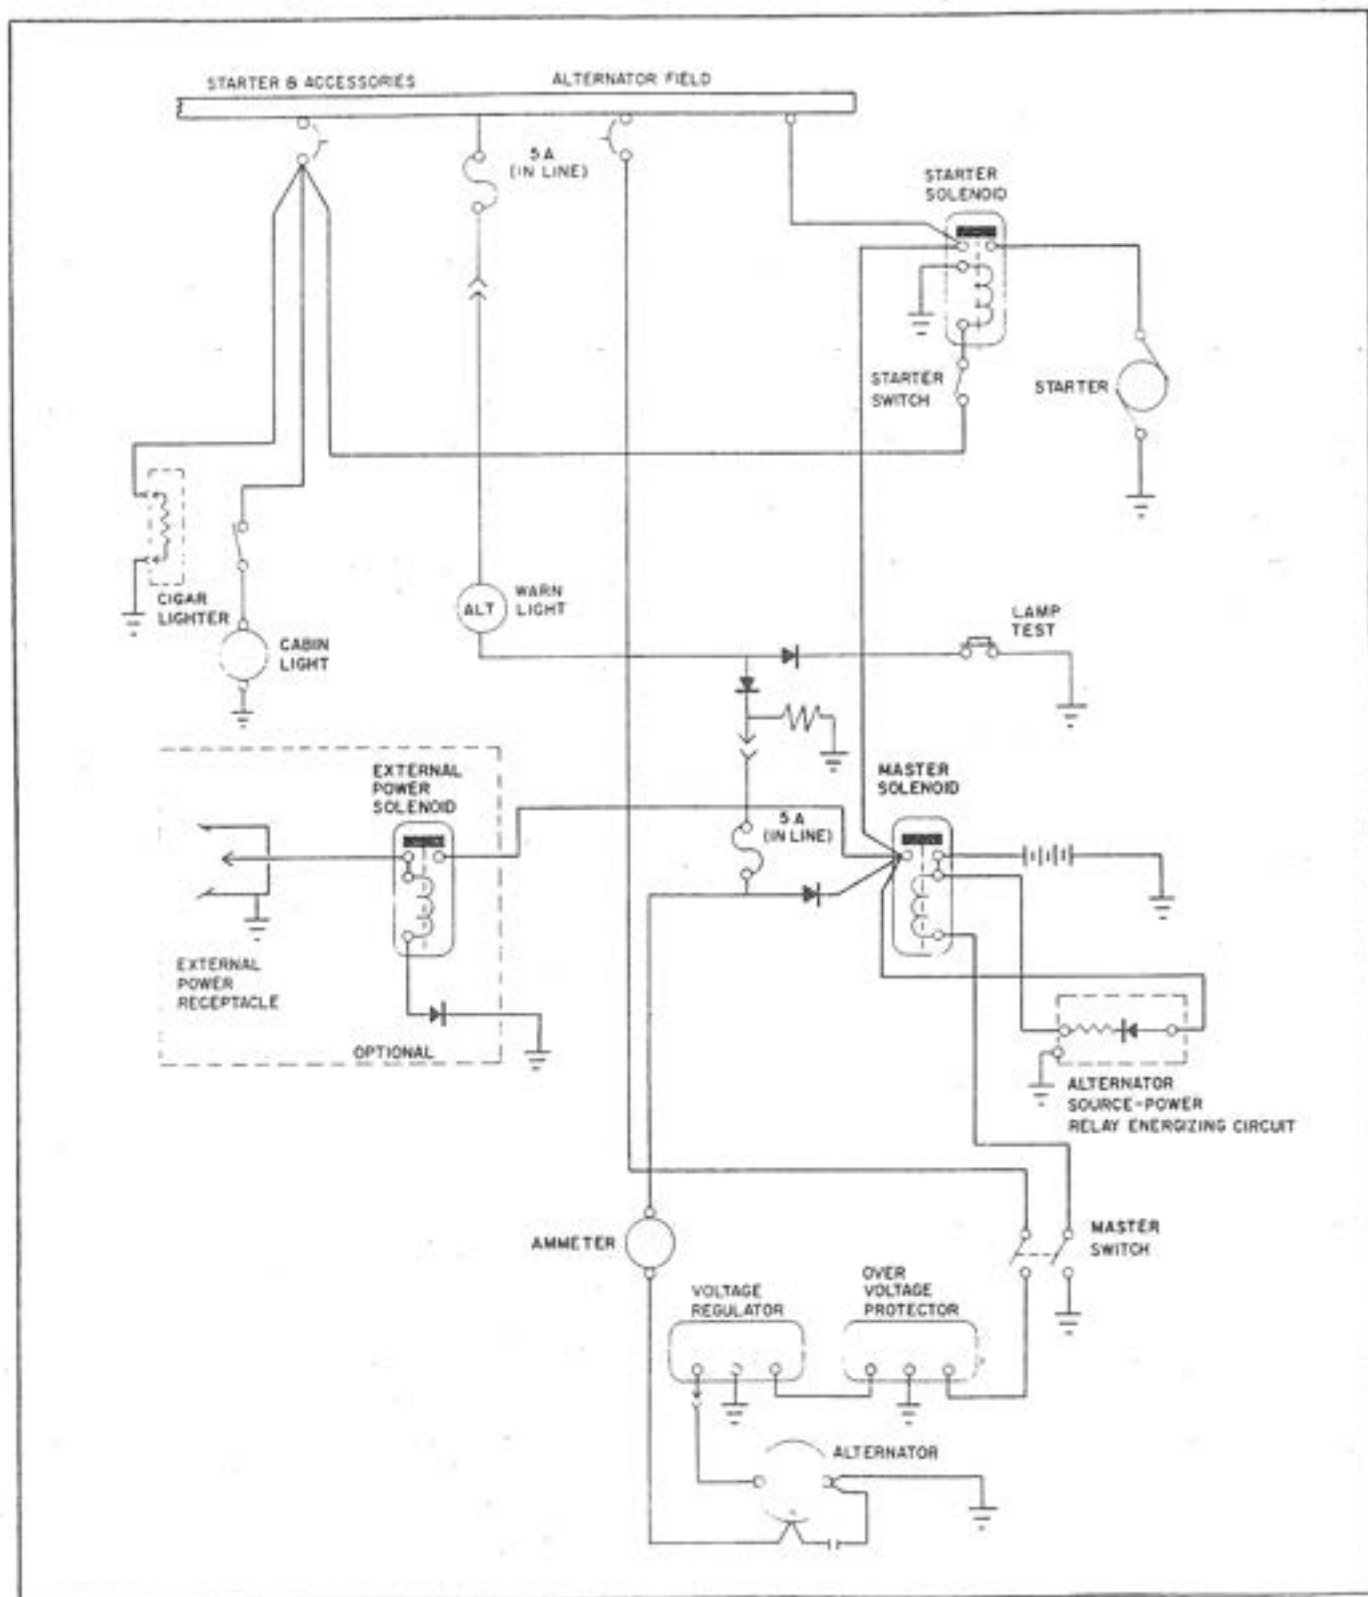 STARTER & ACCESSORIES
ALTERNATOR FIELD
5A
(IN LINE)
STARTER
SOLENOID
STARTER
SWITCH
STARTER
CIGAR
LIGHTER
CABIN
LIGHT
ALT
WARN
LIGHT
LAMP
TEST
EXTERNAL
POWER
SOLENOID
MASTER
SOLENOID
5A
(IN LINE)
EXTERNAL
POWER
RECEPTACLE
OPTIONAL
ALTERNATOR
SOURCE-POWER
RELAY ENERGIZING CIRCUIT
AMMETER
MASTER
SWITCH
VOLTAGE
REGULATOR
OVER
VOLTAGE
PROTECTOR
ALTERNATOR